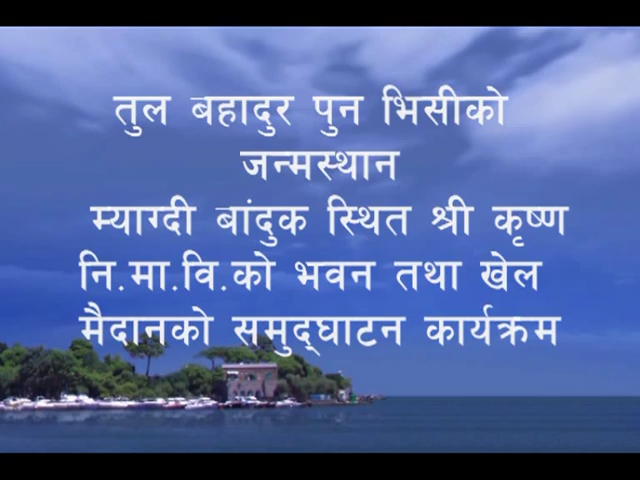 तुल बहादुर पुन भिसीको
जन्मस्थान
म्याग्दी बांदुक स्थित श्री कृष्ण
नि.मा.वि.को भवन तथा खेल
मैदानको समुद्घाटन कार्यक्रम